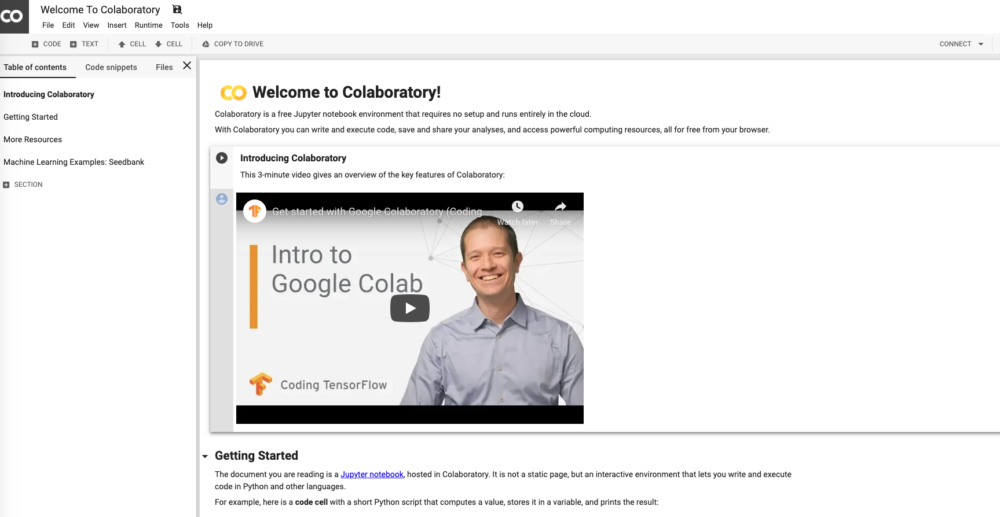 CO
Welcome To Colaboratory
File Edit View Insert Runtime Tools Help
CODE TEXT CELL CELL COPY TO DRIVE CONNECT
Table of contents Code snippets Files
Introducing Colaboratory
Getting Started
More Resources
Machine Learning Examples: Seedbank
SECTION
CO Welcome to Colaboratory!
Colaboratory is a free Jupyter notebook environment that requires no setup and runs entirely in the cloud.
With Colaboratory you can write and execute code, save and share your analyses, and access powerful computing resources, all for free from your browser.
Introducing Colaboratory
This 3-minute video gives an overview of the key features of Colaboratory:
Get started with Google Colaboratory (Coding...
Watch later Share
Intro to
Google Colab
Coding TensorFlow
Getting Started
The document you are reading is a Jupyter notebook, hosted in Colaboratory. It is not a static page, but an interactive environment that lets you write and execute
code in Python and other languages.
For example, here is a code cell with a short Python script that computes a value, stores it in a variable, and prints the result: